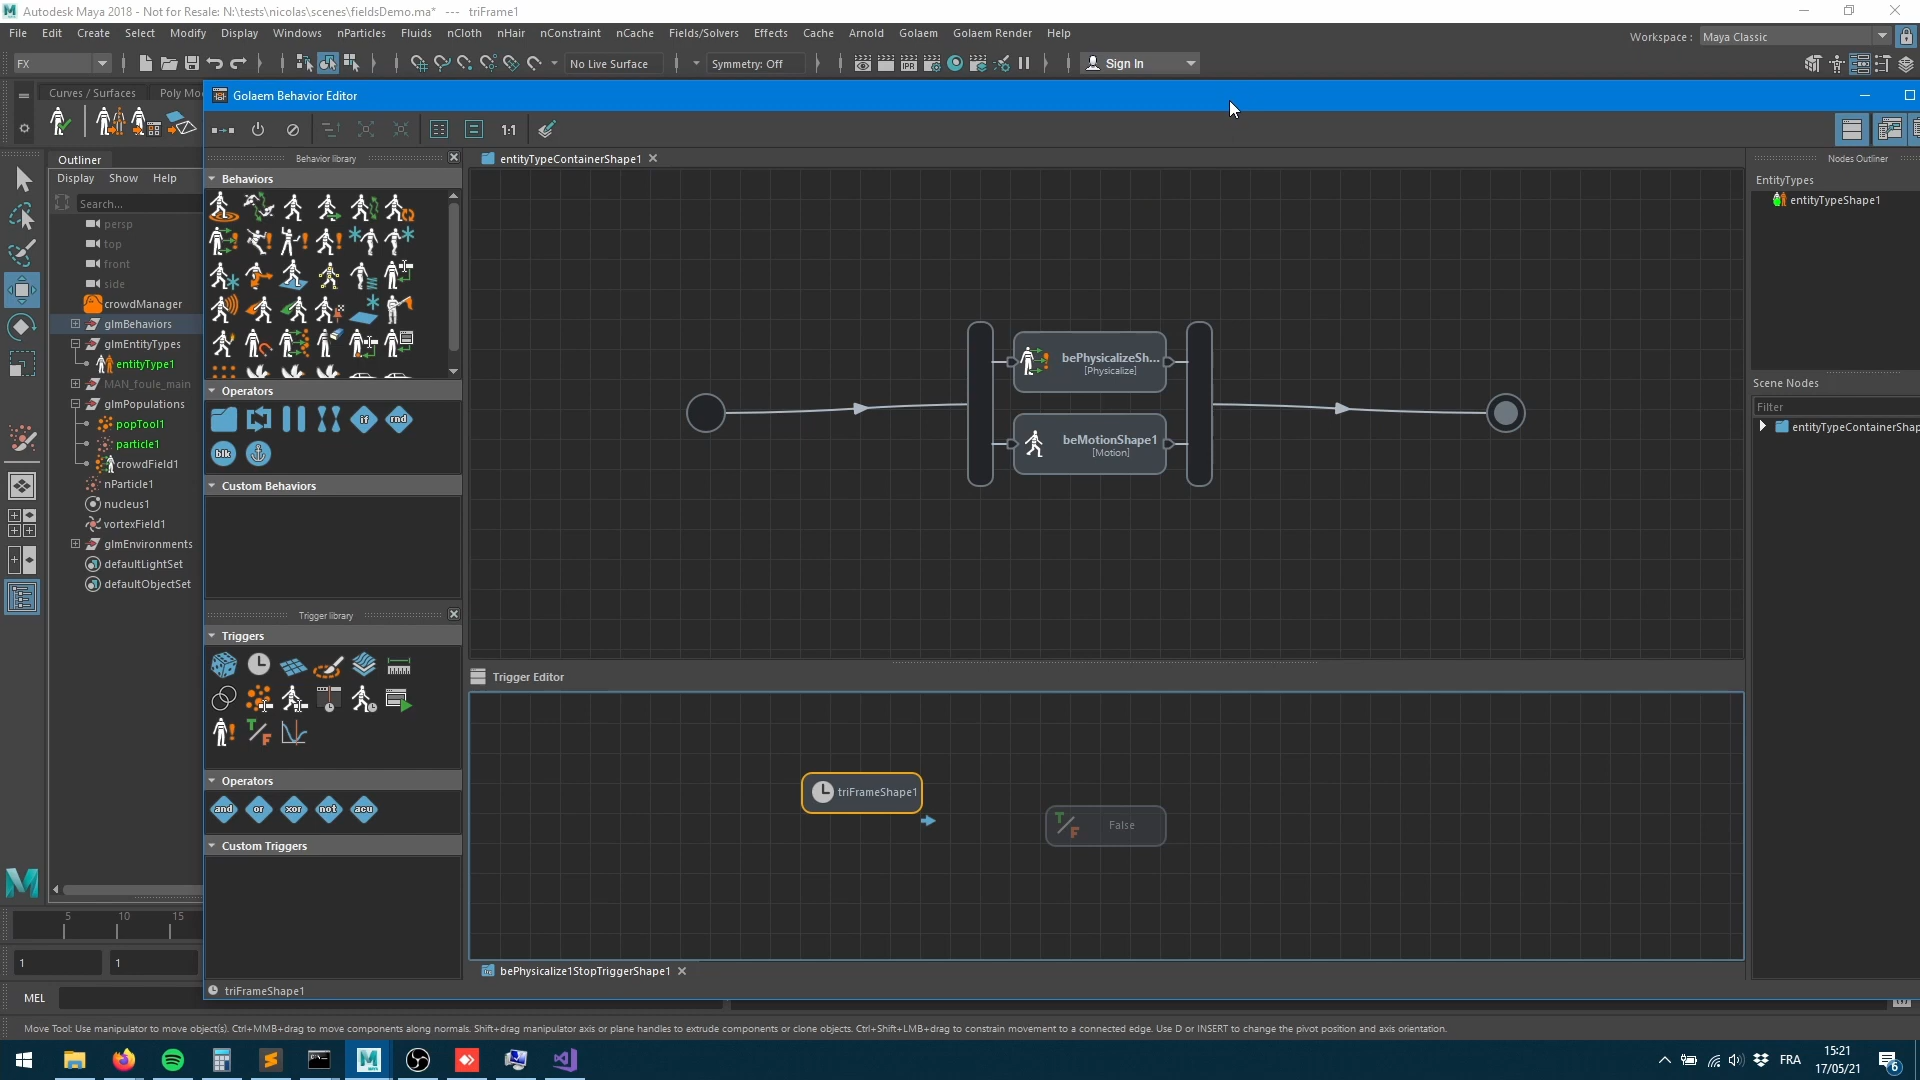 Autodesk Maya 2018 - Not for Resale: N:\tests\nicolas\scenes\fieldsDemo.ma* --- triFrame1
File Edit Create Select Modify Display Windows nParticles Fluids nCloth nHair nConstraint nCache Fields/Solvers Effects Cache Arnold Golaem Golaem Render Help
Workspace : Maya Classic
FX
No Live Surface
Symmetry: Off
IPR
Sign In
Curves / Surfaces Poly Mo
Golaem Behavior Editor
1:1
Outliner
Display Show Help
Search...
persp
top
front
side
crowdManager
glmBehaviors
glmEntityTypes
entityType1
MAN_foule_main
glmPopulations
popTool1
particle1
crowdField1
nParticle1
nucleus1
vortexField1
glmEnvironments
defaultLightSet
defaultObjectSet
Behavior library
Behaviors
Operators
if rnd
blk
Custom Behaviors
Trigger library
Triggers
T F
Operators
and or xor not acu
Custom Triggers
triFrameShape1
entityTypeContainerShape1
bePhysicalizeSh...
[Physicalize]
beMotionShape1
[Motion]
Trigger Editor
triFrameShape1
T F False
bePhysicalize1StopTriggerShape1
Nodes Outliner
EntityTypes
entityTypeShape1
Scene Nodes
Filter
entityTypeContainerShap
5 10 15
1 1
MEL
Move Tool: Use manipulator to move object(s). Ctrl+MMB+drag to move components along normals. Shift+drag manipulator axis or plane handles to extrude components or clone objects. Ctrl+Shift+LMB+drag to constrain movement to a connected edge. Use D or INSERT to change the pivot position and axis orientation.
FRA
15:21
17/05/21
6